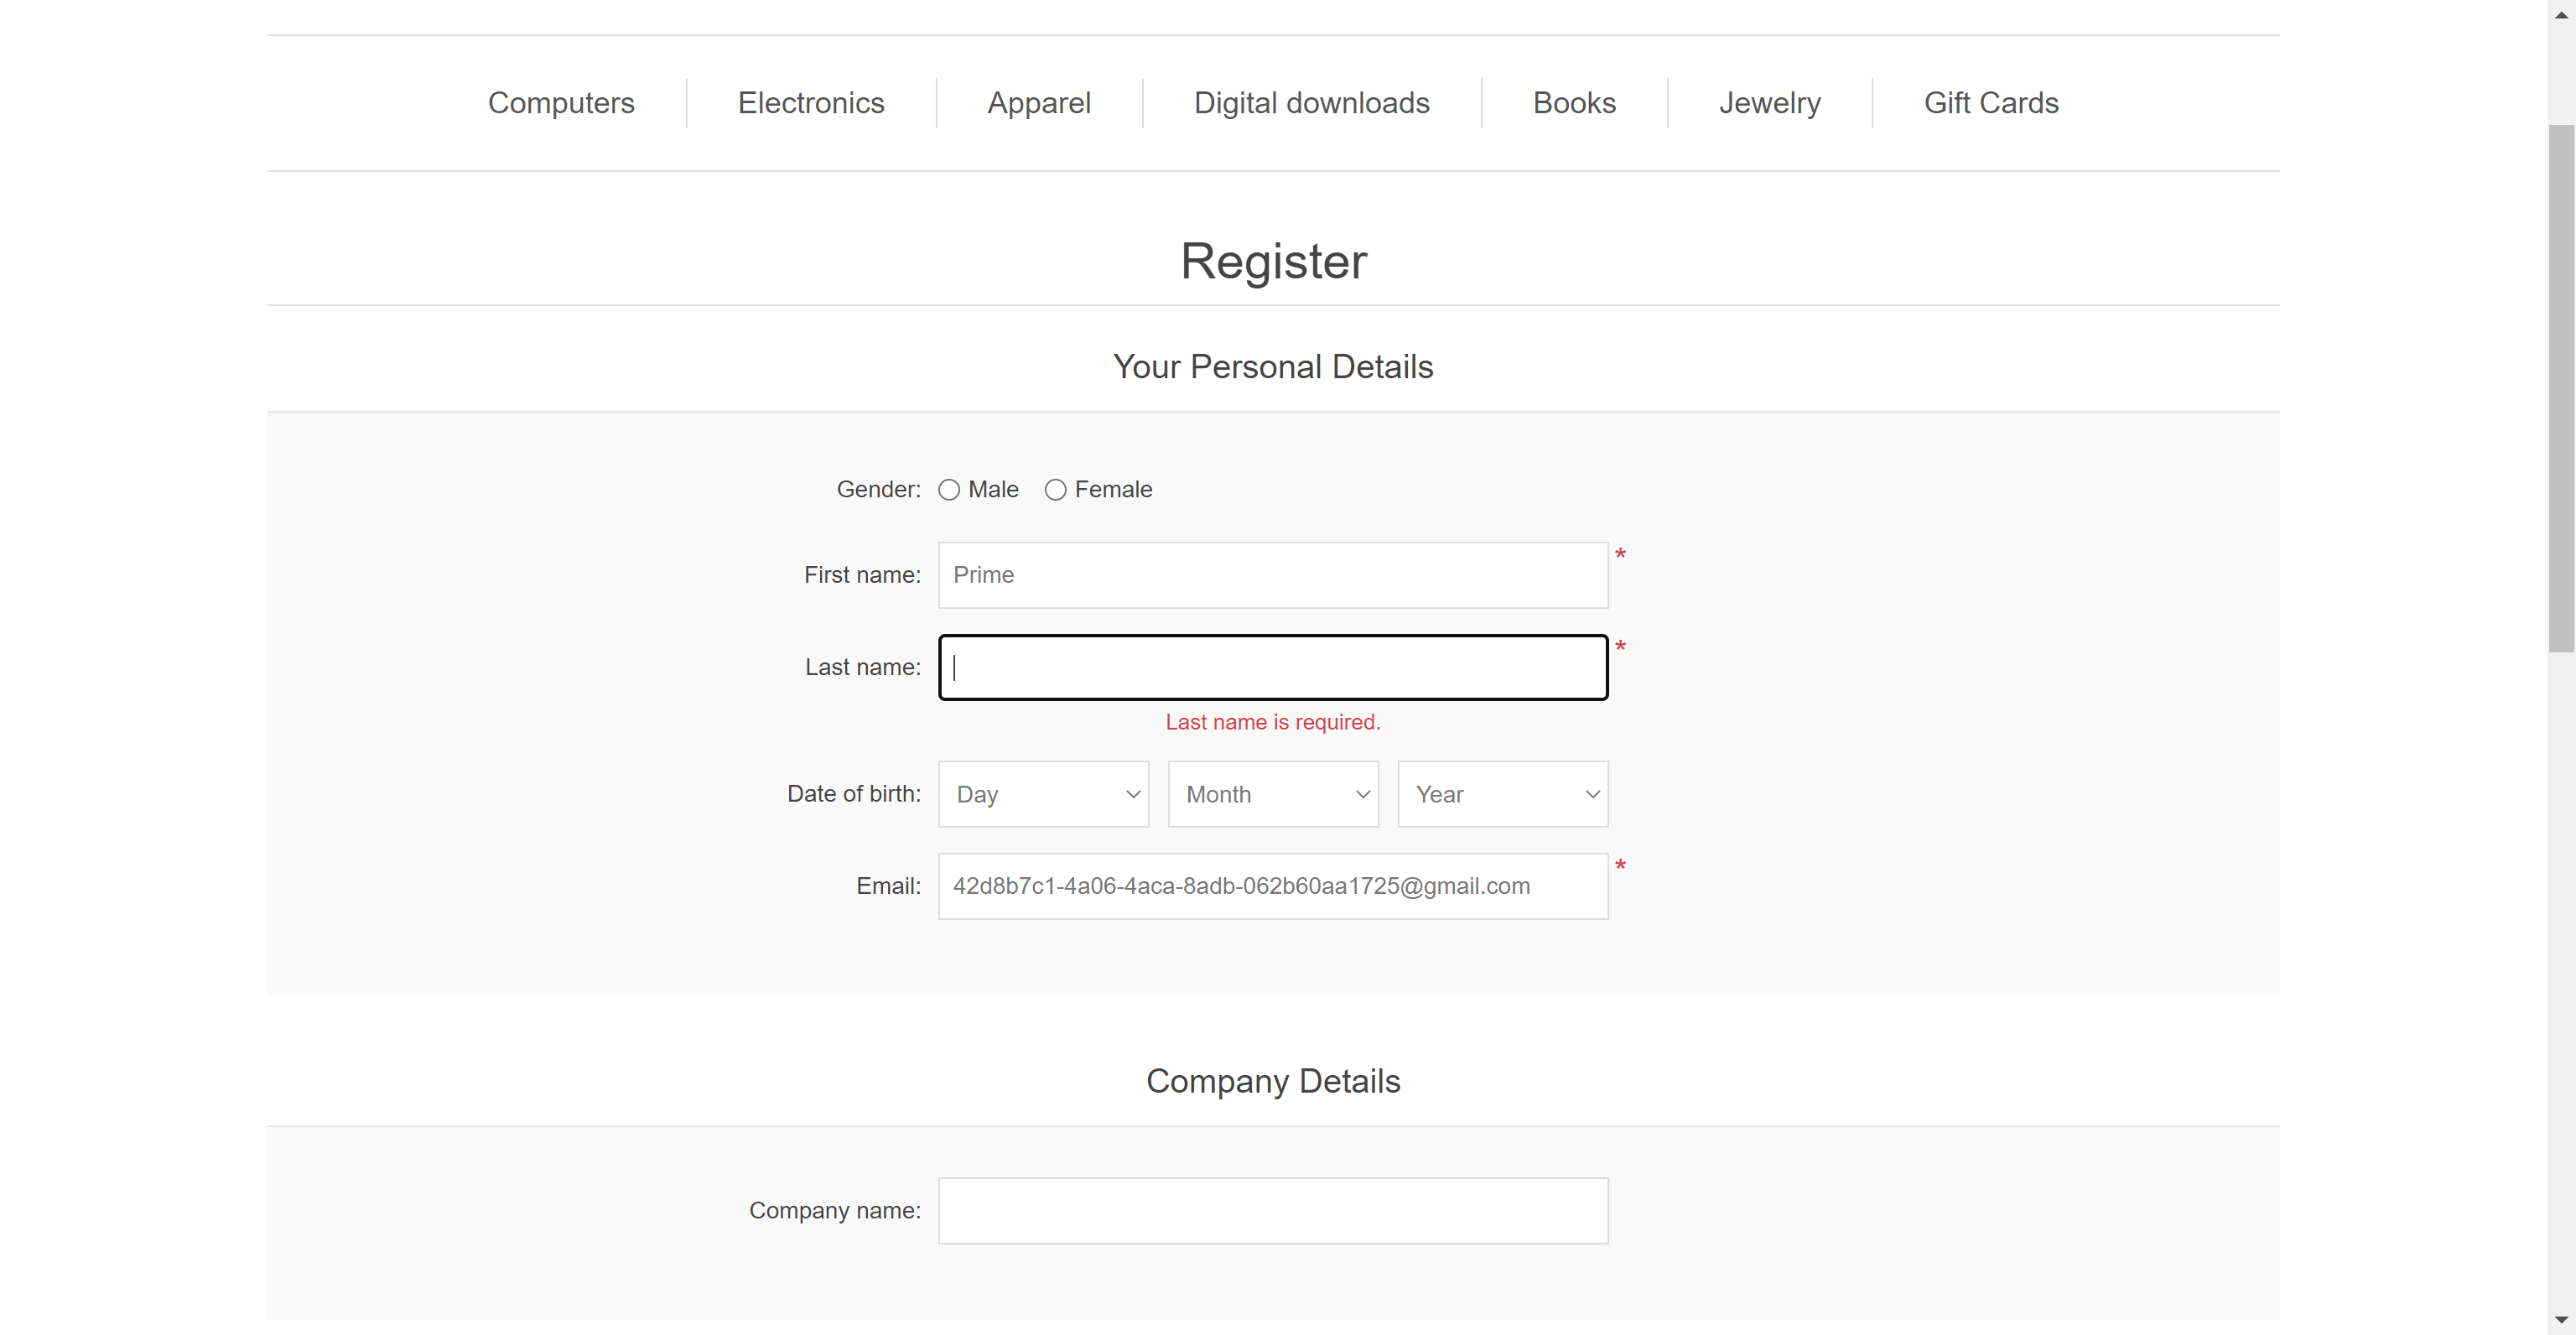 Computers Electronics Apparel Digital downloads Books Jewelry Gift Cards
Register
Your Personal Details
Gender: Male Female
First name: Prime *
Last name: *
Last name is required.
Date of birth: Day Month Year
Email: 42d8b7c1-4a06-4aca-8adb-062b60aa1725@gmail.com *
Company Details
Company name: